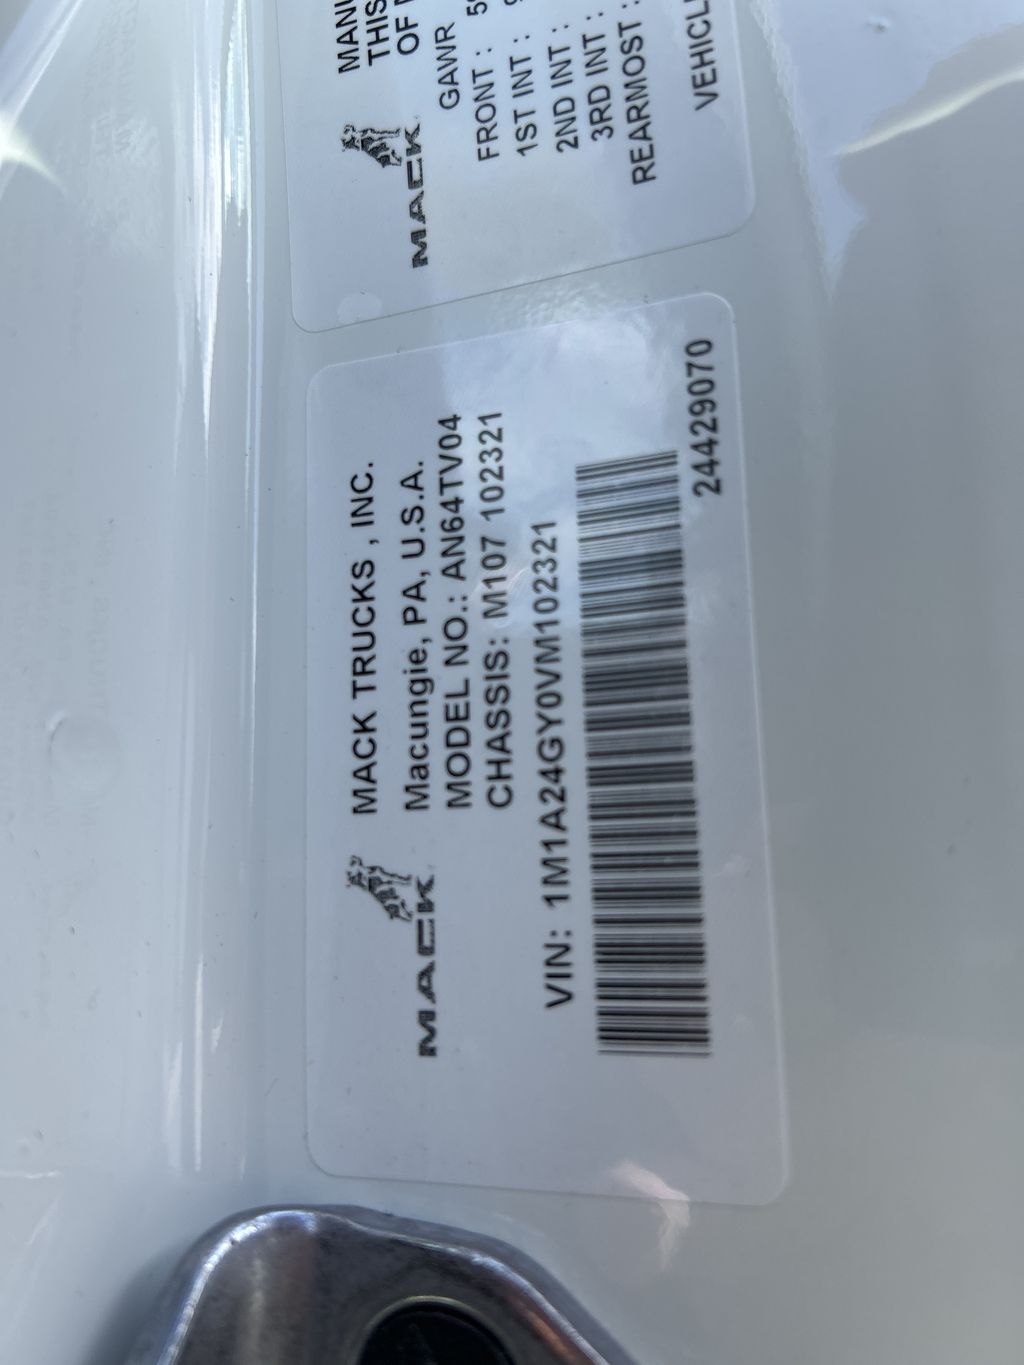 MACK
MACK TRUCKS , INC.
Macungie, PA, U.S.A.
MODEL NO.: AN64TV04
CHASSIS: M107 102321
VIN: 1M1A24GY0VM102321
24429070
MACK
THIS
GAWR
FRONT :
1ST INT :
2ND INT :
3RD INT :
REARMOST :